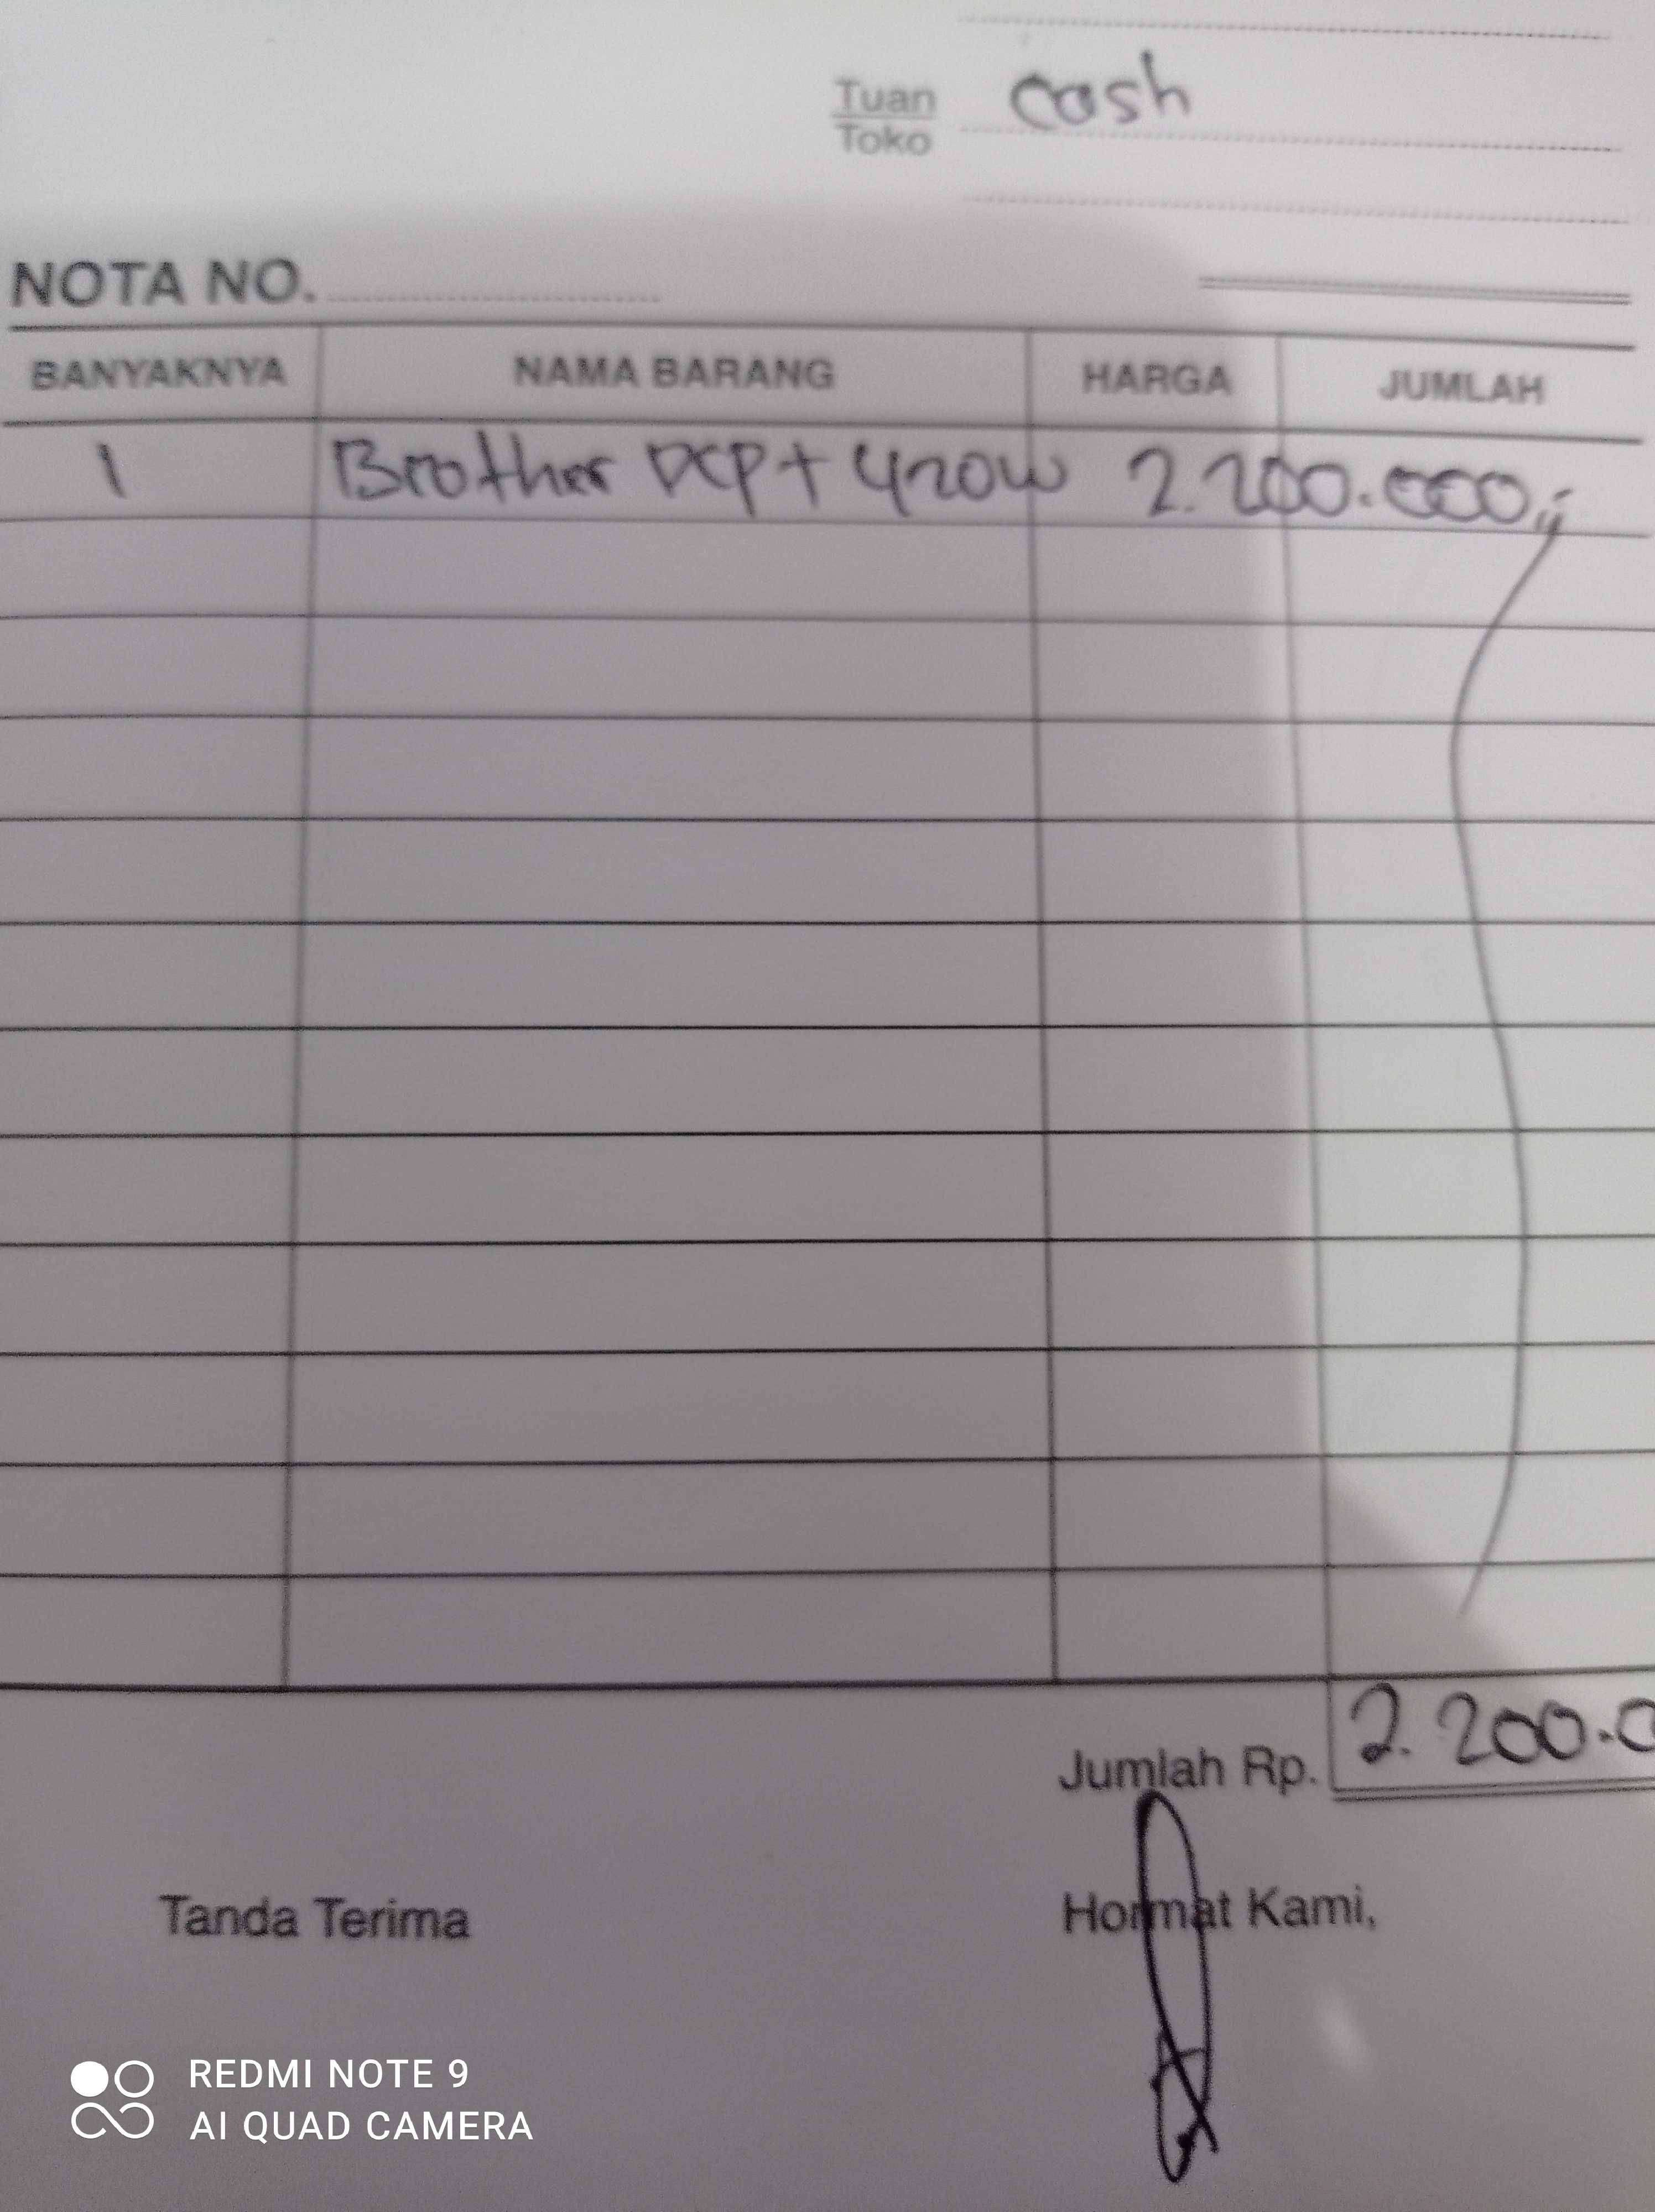 Tuan cash
Toko
NOTA NO.
BANYAKNYA NAMA BARANG HARGA JUMLAH
1 Brother DCP T 420W 2.200.000,-
Jumlah Rp. 2.200.0
Tanda Terima Hormat Kami,
REDMI NOTE 9
AI QUAD CAMERA